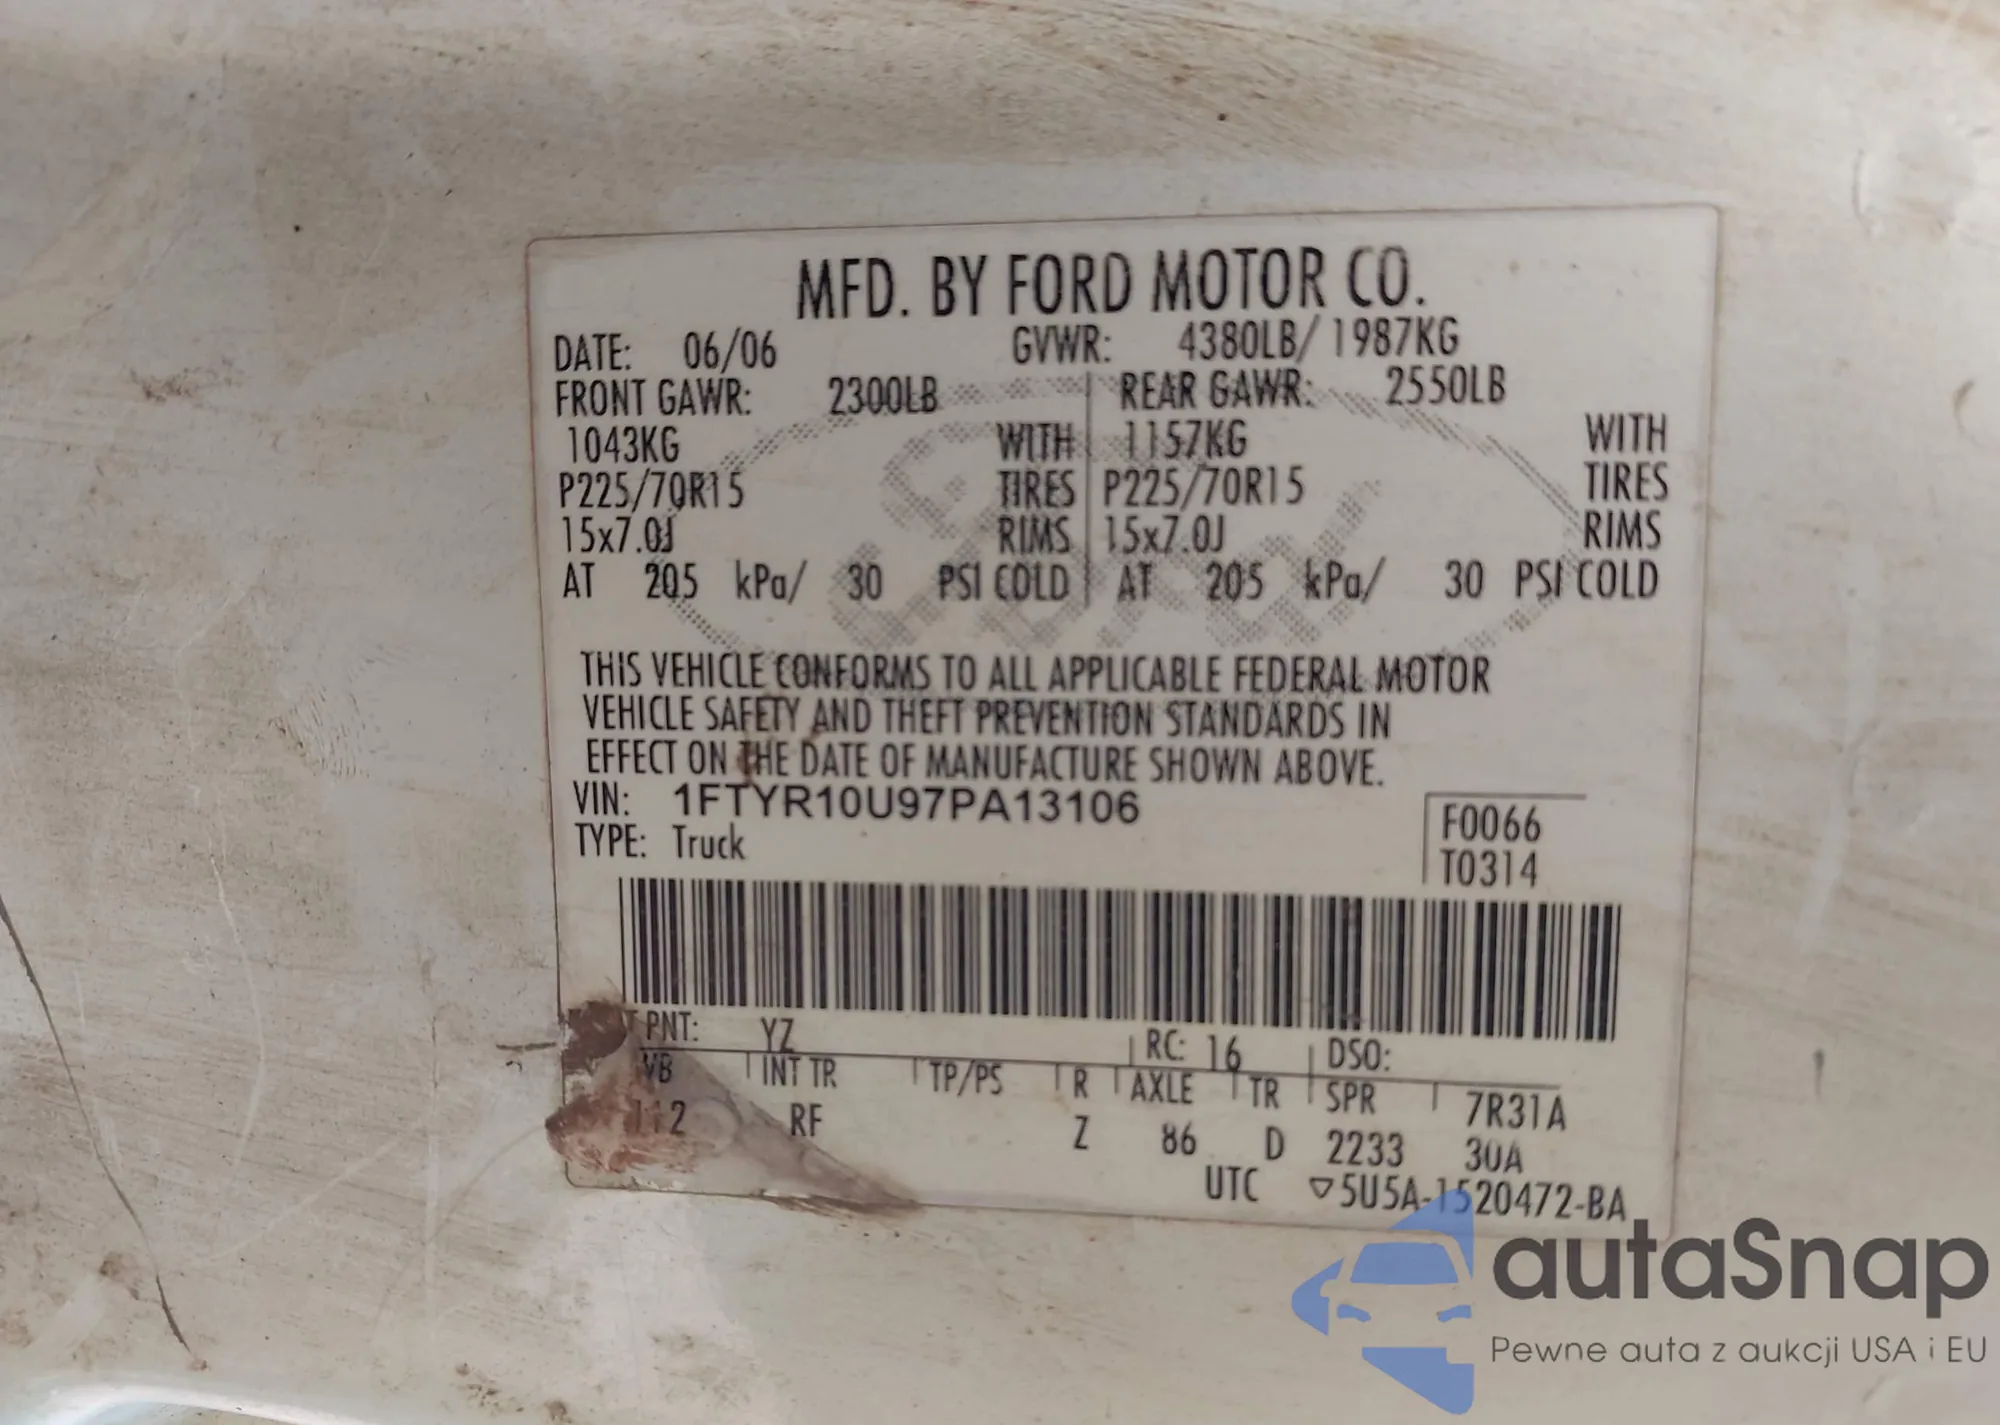 MFD. BY FORD MOTOR CO.
DATE: 06/06 GVWR: 4380LB/ 1987KG
FRONT GAWR: 2300LB REAR GAWR: 2550LB
1043KG WITH 1157KG WITH
P225/70R15 TIRES P225/70R15 TIRES
15x7.0J RIMS 15x7.0J RIMS
AT 205 kPa/ 30 PSI COLD AT 205 kPa/ 30 PSI COLD
THIS VEHICLE CONFORMS TO ALL APPLICABLE FEDERAL MOTOR
VEHICLE SAFETY AND THEFT PREVENTION STANDARDS IN
EFFECT ON THE DATE OF MANUFACTURE SHOWN ABOVE.
VIN: 1FTYR10U97PA13106
TYPE: Truck
F0066
T0314
PNT: YZ RC: 16 DSO:
WB INT TR TP/PS R AXLE TR SPR 7R31A
112 RF Z 86 D 2233 30A
UTC ▽5U5A-1520472-BA
autaSnap
Pewne auta z aukcji USA i EU